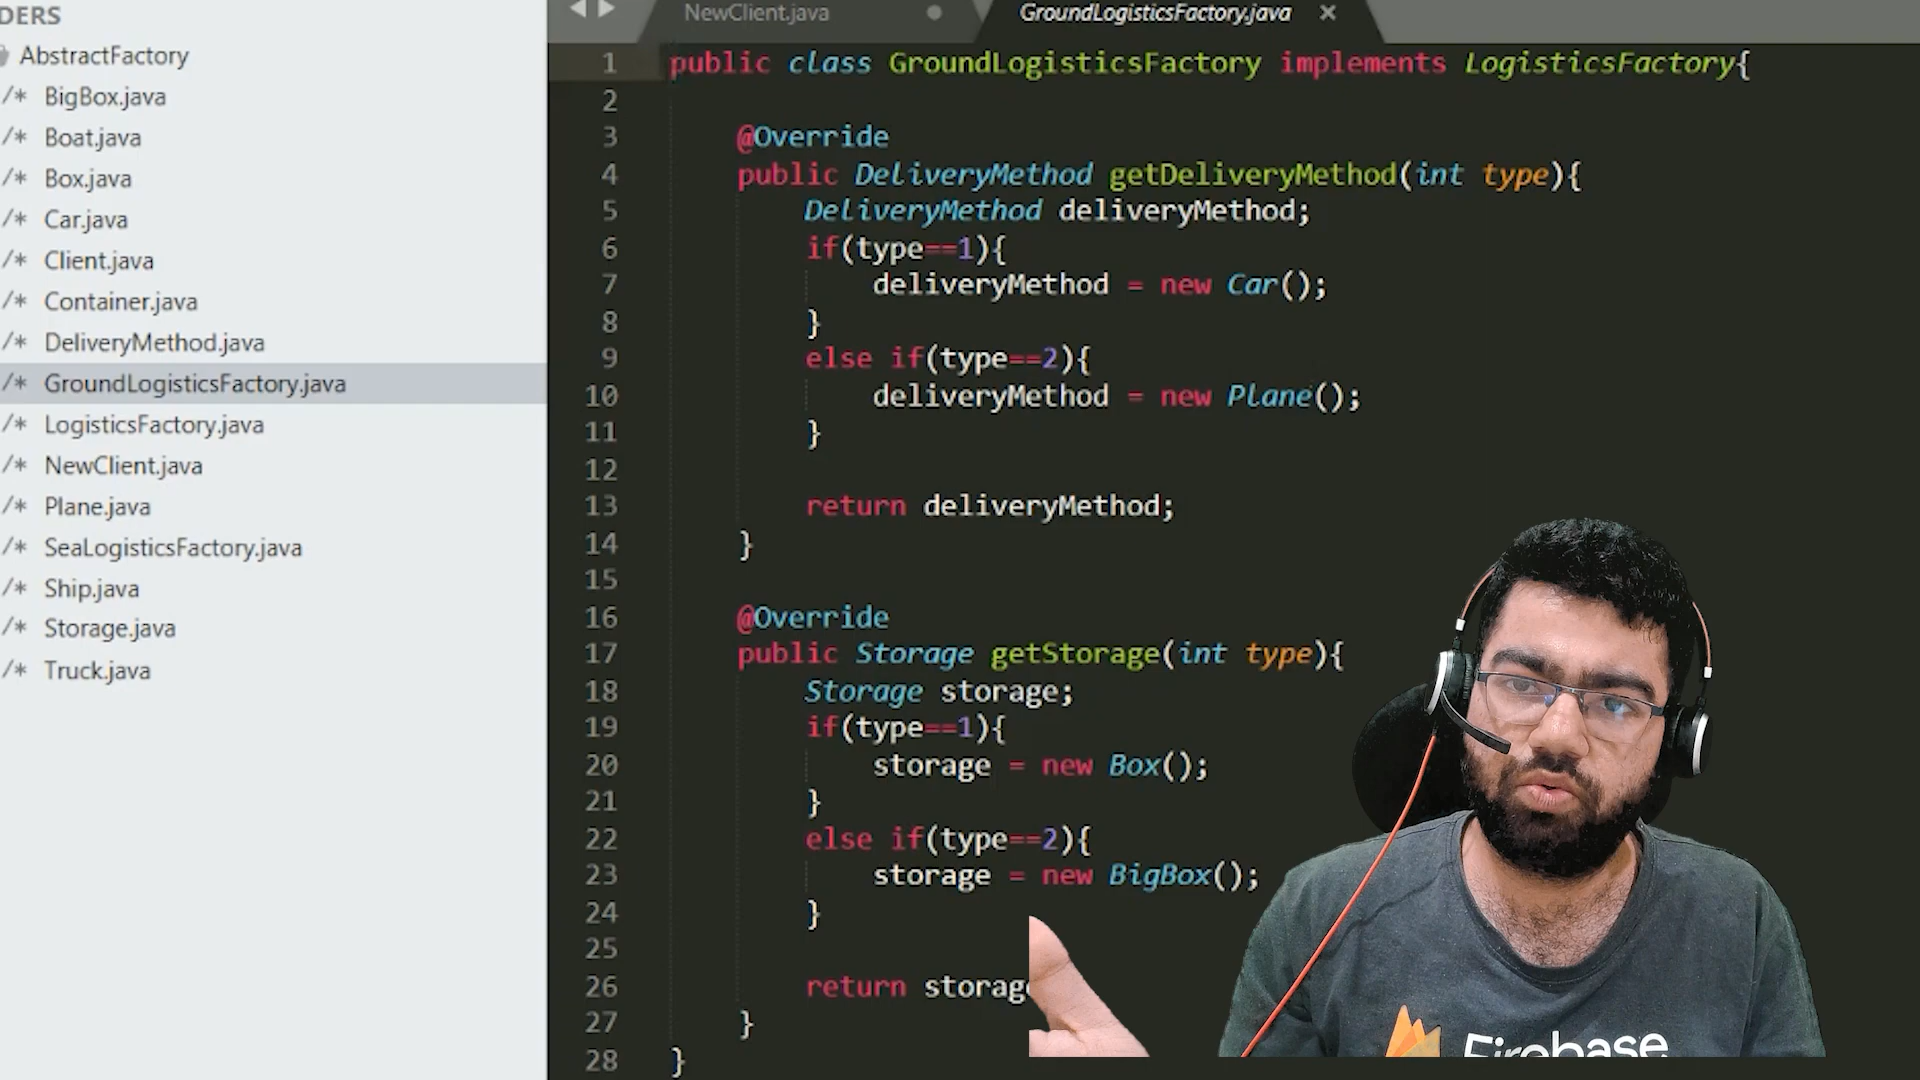 DERS
AbstractFactory
/* BigBox.java
/* Boat.java
/* Box.java
/* Car.java
/* Client.java
/* Container.java
/* DeliveryMethod.java
/* GroundLogisticsFactory.java
/* LogisticsFactory.java
/* NewClient.java
/* Plane.java
/* SeaLogisticsFactory.java
/* Ship.java
/* Storage.java
/* Truck.java
NewClient.java
GroundLogisticsFactory.java ×
1 public class GroundLogisticsFactory implements LogisticsFactory{
2
3 @Override
4 public DeliveryMethod getDeliveryMethod(int type){
5 DeliveryMethod deliveryMethod;
6 if(type==1){
7 deliveryMethod = new Car();
8 }
9 else if(type==2){
10 deliveryMethod = new Plane();
11 }
12
13 return deliveryMethod;
14 }
15
16 @Override
17 public Storage getStorage(int type){
18 Storage storage;
19 if(type==1){
20 storage = new Box();
21 }
22 else if(type==2){
23 storage = new BigBox();
24 }
25
26 return storage
27 }
28 }
Firebase